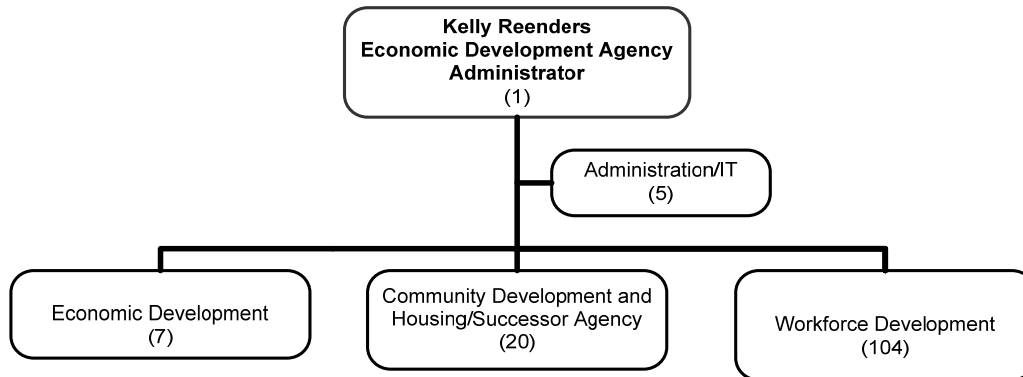 Kelly Reenders
Economic Development Agency
Administrator
(1)
Administration/IT
(5)
Economic Development
(7)
Community Development and
Housing/Successor Agency
(20)
Workforce Development
(104)